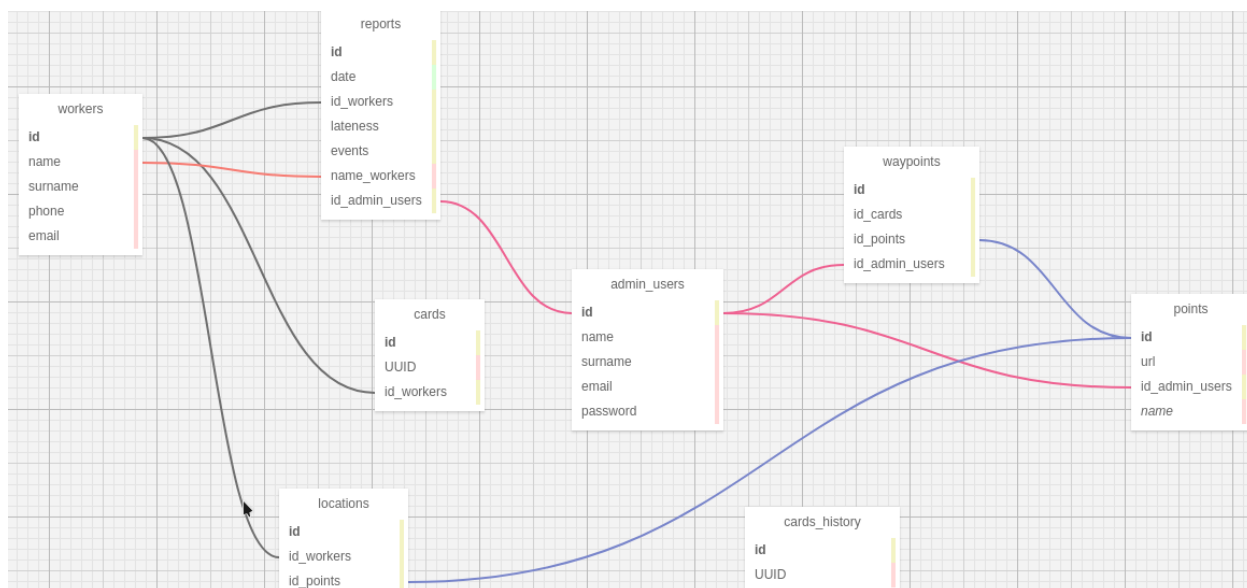 reports
id
date
id_workers
lateness
events
name_workers
id_admin_users
workers
id
name
surname
phone
email
waypoints
id
id_cards
id_points
id_admin_users
admin_users
id
name
surname
email
password
cards
id
UUID
id_workers
points
id
url
id_admin_users
name
locations
id
id_workers
id_points
cards_history
id
UUID